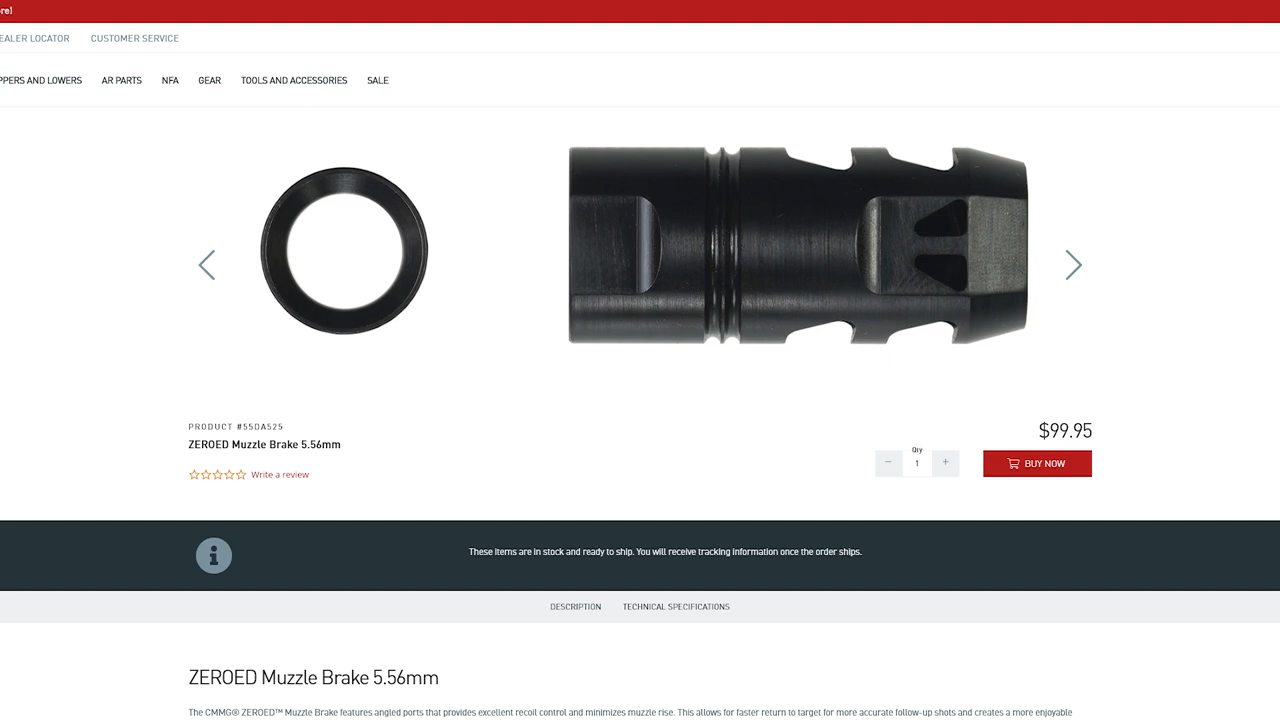 re!
EALER LOCATOR CUSTOMER SERVICE
PPERS AND LOWERS AR PARTS NFA GEAR TOOLS AND ACCESSORIES SALE
PRODUCT #55DA525
ZEROED Muzzle Brake 5.56mm
Write a review
$99.95
Qty
− 1 +
BUY NOW
These items are in stock and ready to ship. You will receive tracking information once the order ships.
DESCRIPTION TECHNICAL SPECIFICATIONS
ZEROED Muzzle Brake 5.56mm
The CMMG® ZEROED™ Muzzle Brake features angled ports that provides excellent recoil control and minimizes muzzle rise. This allows for faster return to target for more accurate follow-up shots and creates a more enjoyable